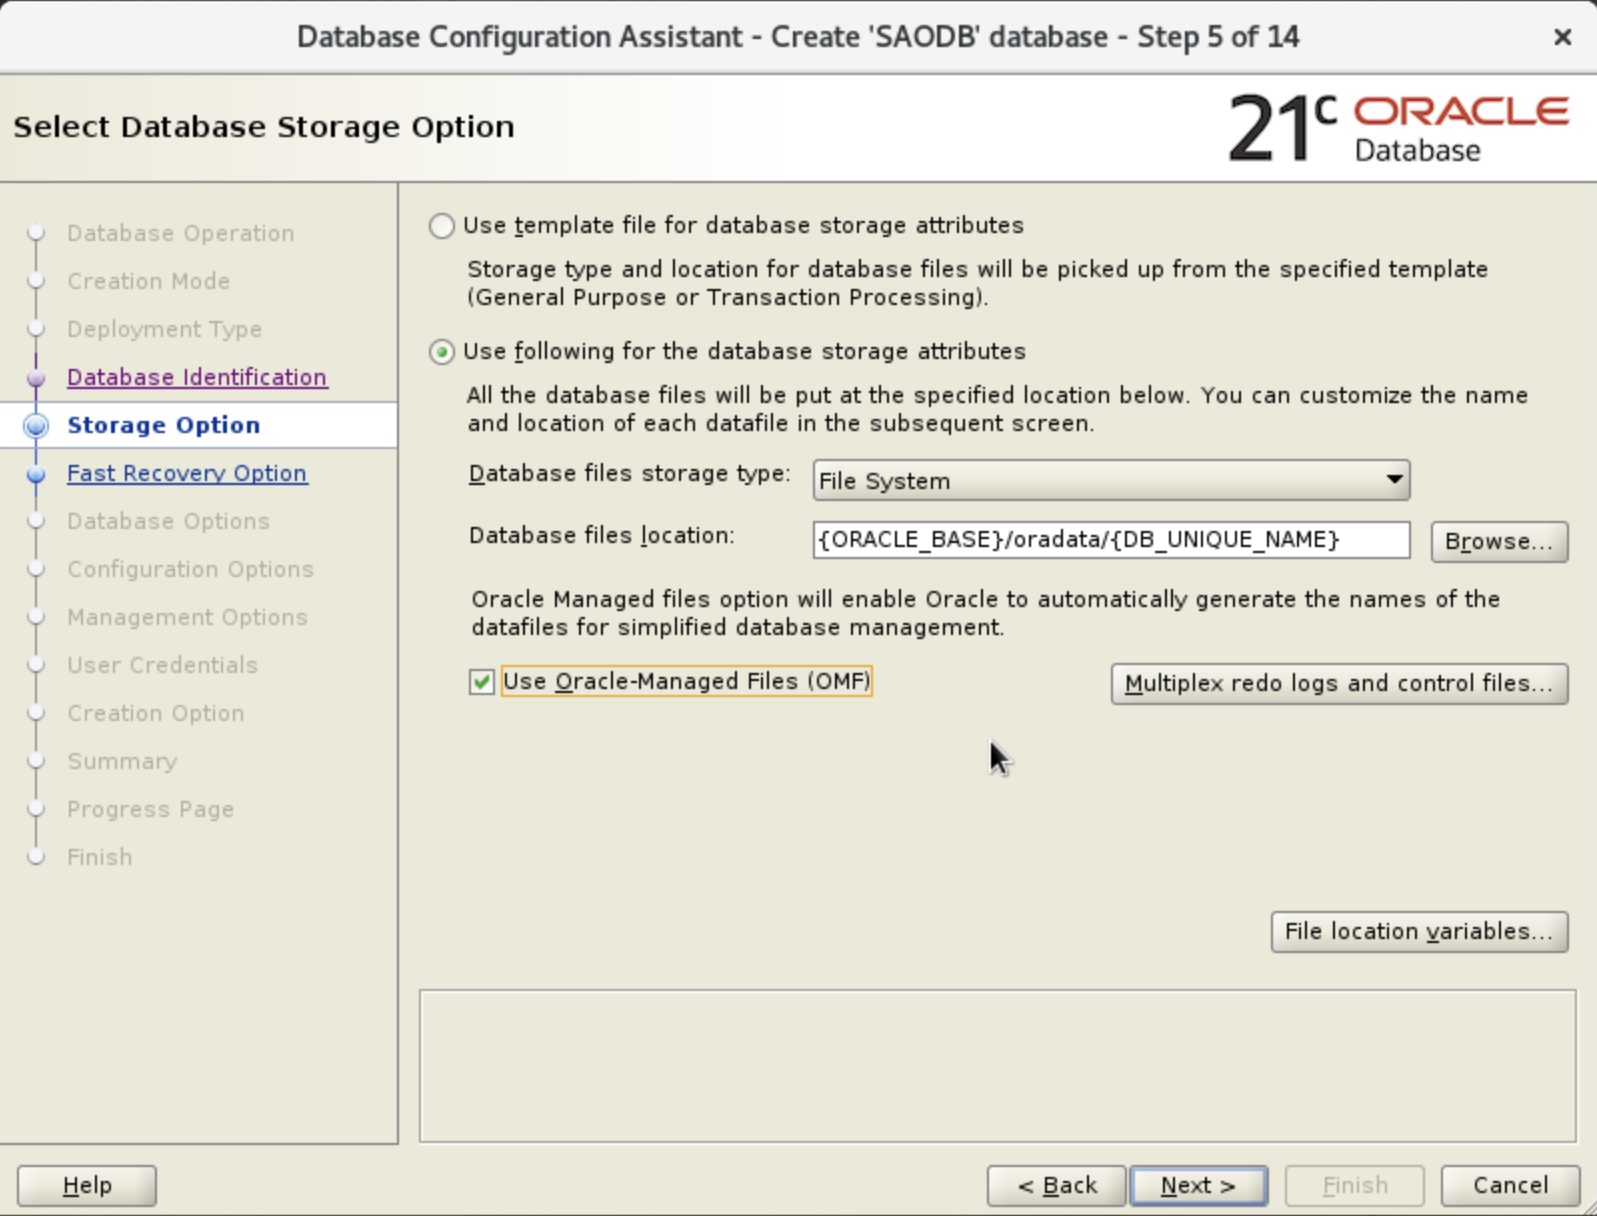 Database Configuration Assistant - Create 'SAODB' database - Step 5 of 14
Select Database Storage Option
21c ORACLE
Database
Database Operation
Creation Mode
Deployment Type
Database Identification
Storage Option
Fast Recovery Option
Database Options
Configuration Options
Management Options
User Credentials
Creation Option
Summary
Progress Page
Finish
Use template file for database storage attributes
Storage type and location for database files will be picked up from the specified template
(General Purpose or Transaction Processing).
Use following for the database storage attributes
All the database files will be put at the specified location below. You can customize the name
and location of each datafile in the subsequent screen.
Database files storage type: File System
Database files location: {ORACLE_BASE}/oradata/{DB_UNIQUE_NAME} Browse...
Oracle Managed files option will enable Oracle to automatically generate the names of the
datafiles for simplified database management.
Use Oracle-Managed Files (OMF) Multiplex redo logs and control files...
File location variables...
Help < Back Next > Finish Cancel